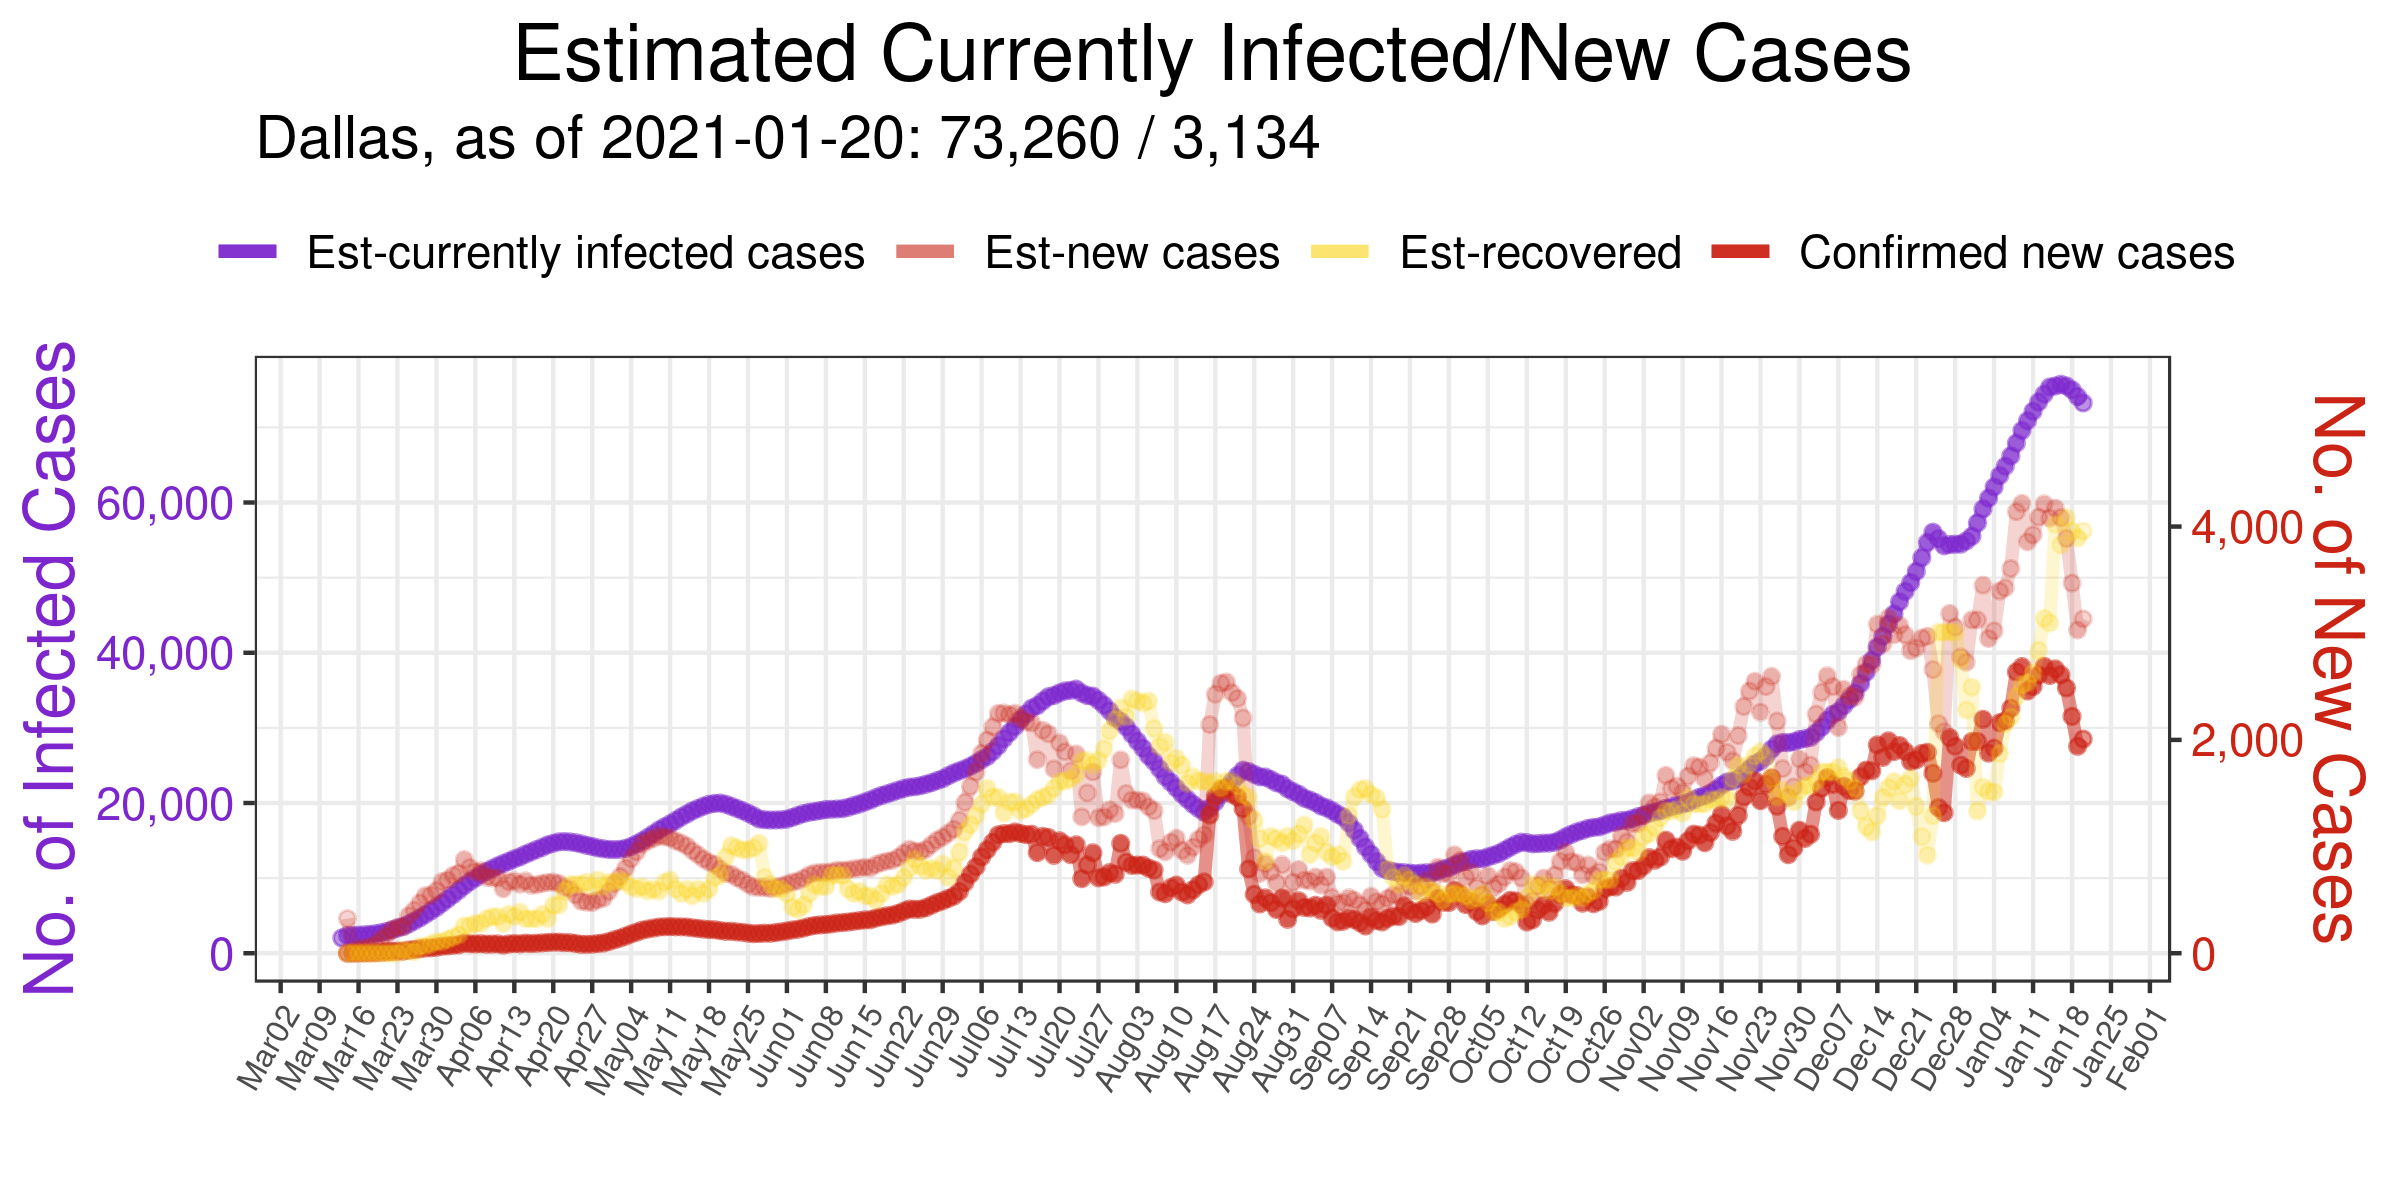 Estimated Currently Infected/New Cases
Dallas, as of 2021-01-20: 73,260 / 3,134
Est-currently infected cases Est-new cases Est-recovered Confirmed new cases
No. of Infected Cases
60,000
40,000
20,000
0
4,000
2,000
0
No. of New Cases
Mar02 Mar09 Mar16 Mar23 Mar30 Apr06 Apr13 Apr20 Apr27 May04 May11 May18 May25 Jun01 Jun08 Jun15 Jun22 Jun29 Jul06 Jul13 Jul20 Jul27 Aug03 Aug10 Aug17 Aug24 Aug31 Sep07 Sep14 Sep21 Sep28 Oct05 Oct12 Oct19 Oct26 Nov02 Nov09 Nov16 Nov23 Nov30 Dec07 Dec14 Dec21 Dec28 Jan04 Jan11 Jan18 Jan25 Feb01